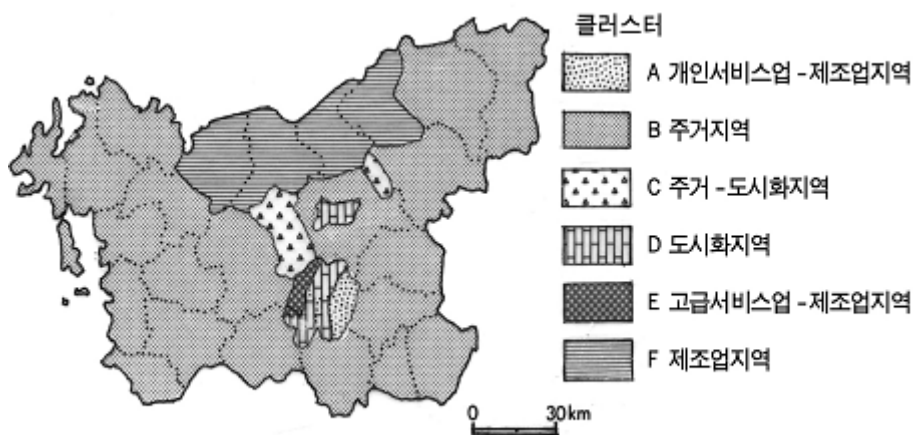 클러스터
A 개인서비스업-제조업지역
B 주거지역
C 주거-도시화지역
D 도시화지역
E 고급서비스업-제조업지역
F 제조업지역
0 30km